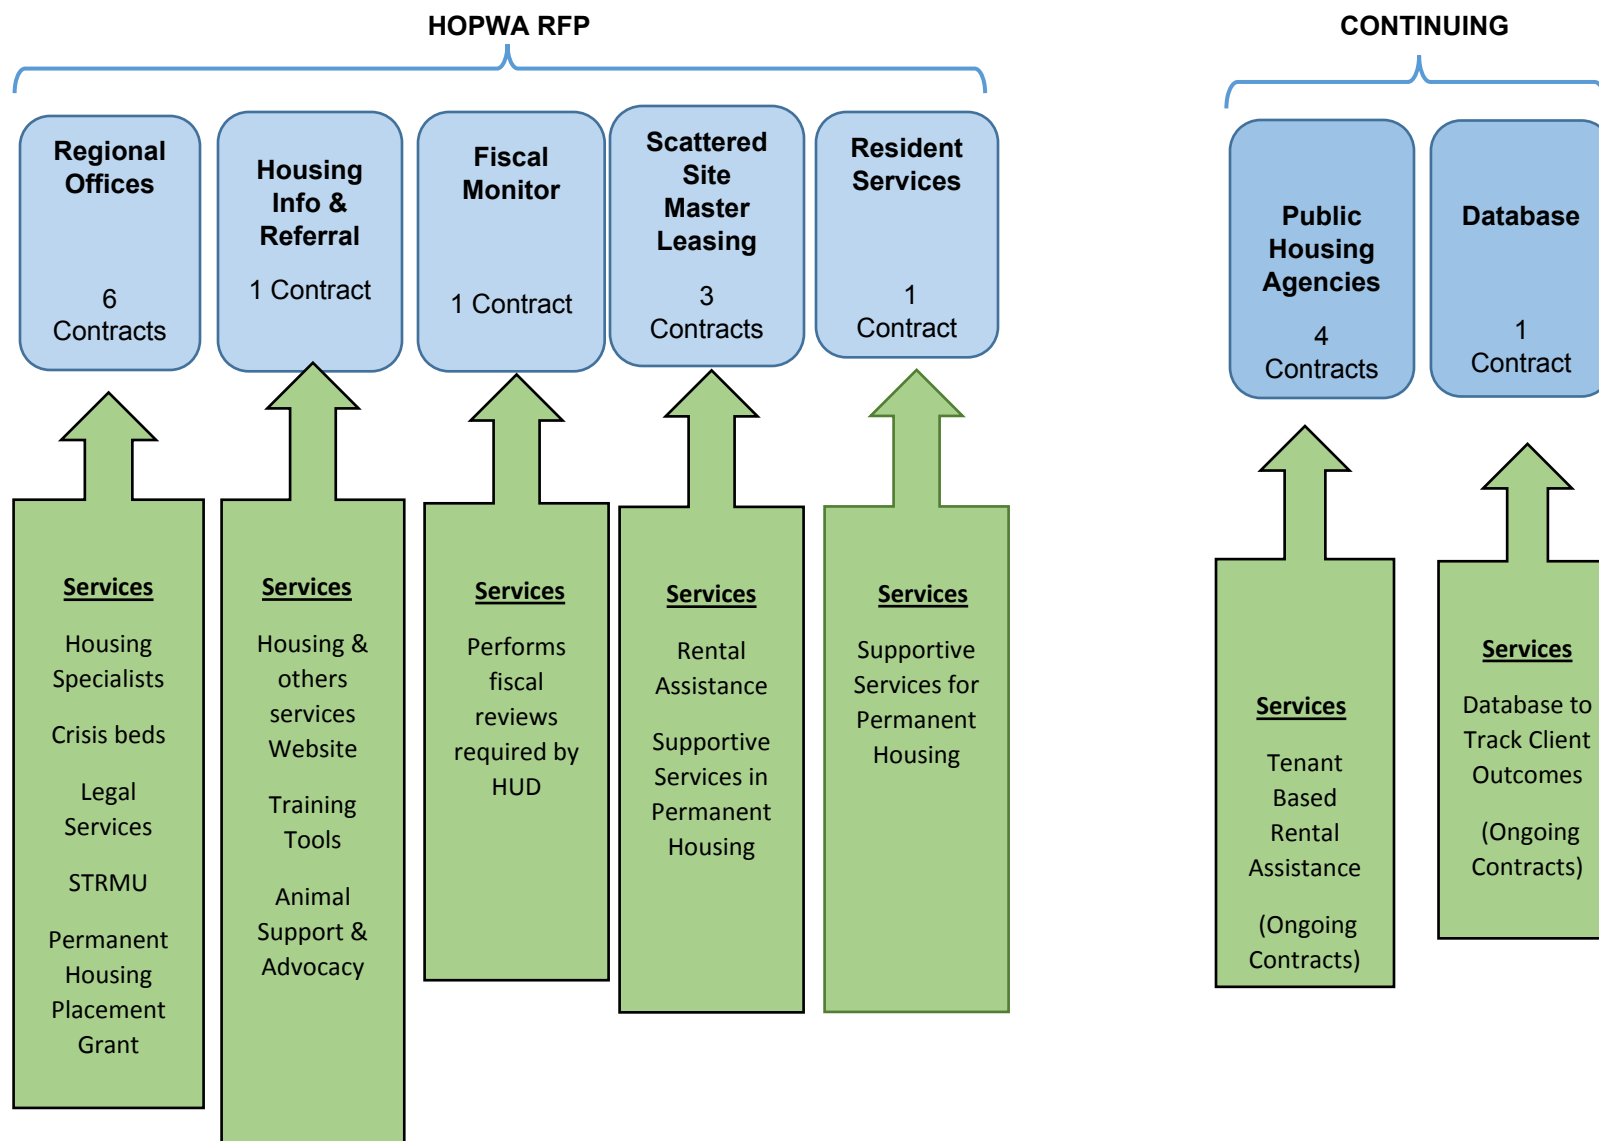 HOPWA RFP
Regional
Offices
6
Contracts
Housing
Info &
Referral
1 Contract
Fiscal
Monitor
1 Contract
Scattered
Site
Master
Leasing
3
Contracts
Resident
Services
1
Contract
Services
Housing
Specialists
Crisis beds
Legal
Services
STRMU
Permanent
Housing
Placement
Grant
Services
Housing &
others
services
Website
Training
Tools
Animal
Support &
Advocacy
Services
Performs
fiscal
reviews
required by
HUD
Services
Rental
Assistance
Supportive
Services in
Permanent
Housing
Services
Supportive
Services for
Permanent
Housing
CONTINUING
Public
Housing
Agencies
4
Contracts
Database
1
Contract
Services
Tenant
Based
Rental
Assistance
(Ongoing
Contracts)
Services
Database to
Track Client
Outcomes
(Ongoing
Contracts)